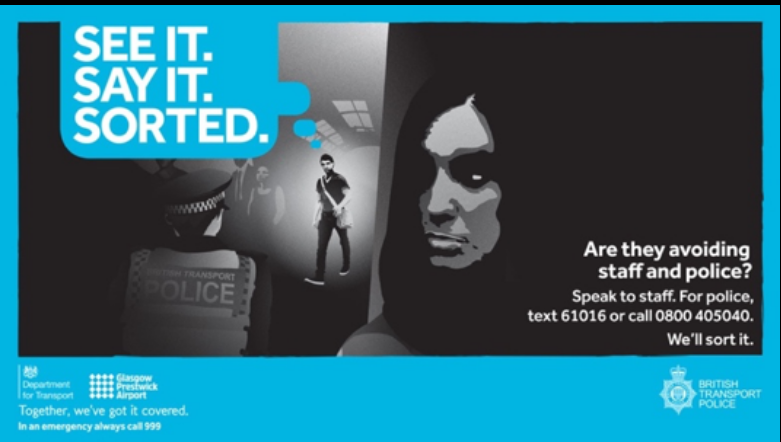 SEE IT.
SAY IT.
SORTED.
BRITISH TRANSPORT
POLICE
Are they avoiding
staff and police?
Speak to staff. For police,
text 61016 or call 0800 405040.
We'll sort it.
Department
for Transport
Glasgow
Prestwick
Airport
Together, we've got it covered.
In an emergency always call 999
BRITISH
TRANSPORT
POLICE